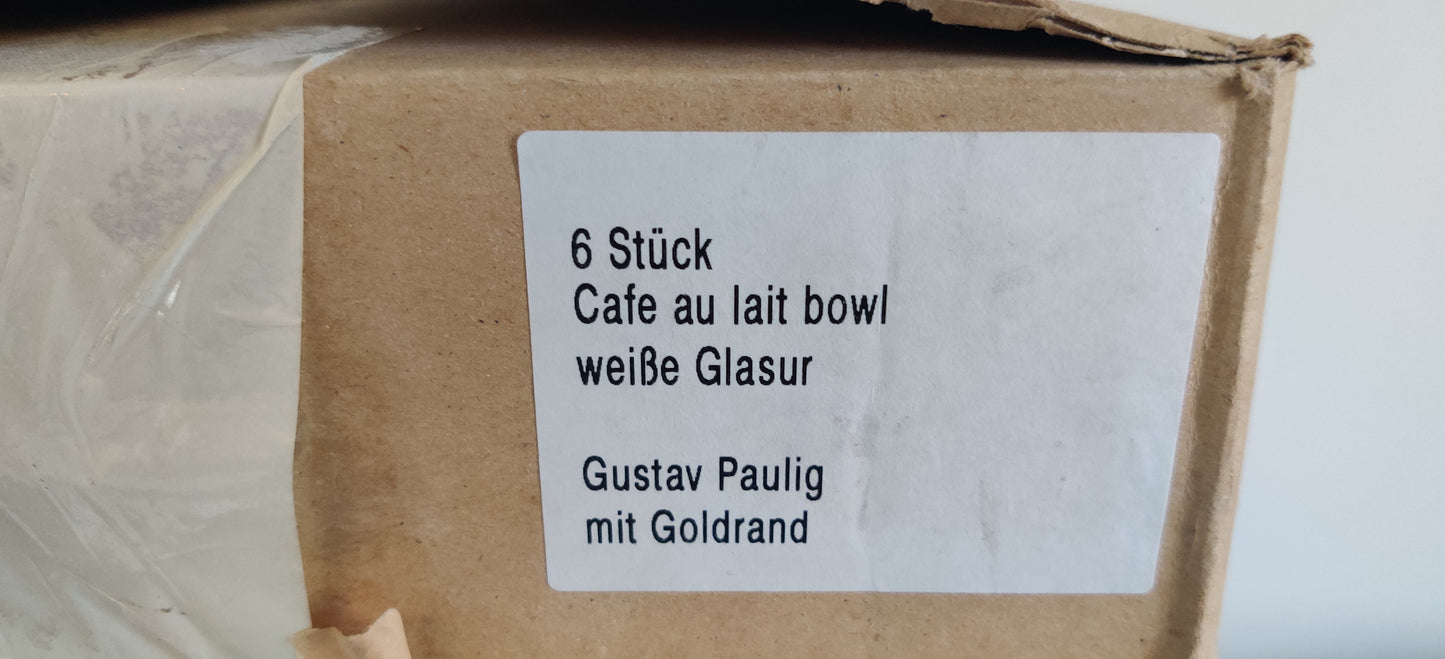 6 Stück
Cafe au lait bowl
weiße Glasur
Gustav Paulig
mit Goldrand